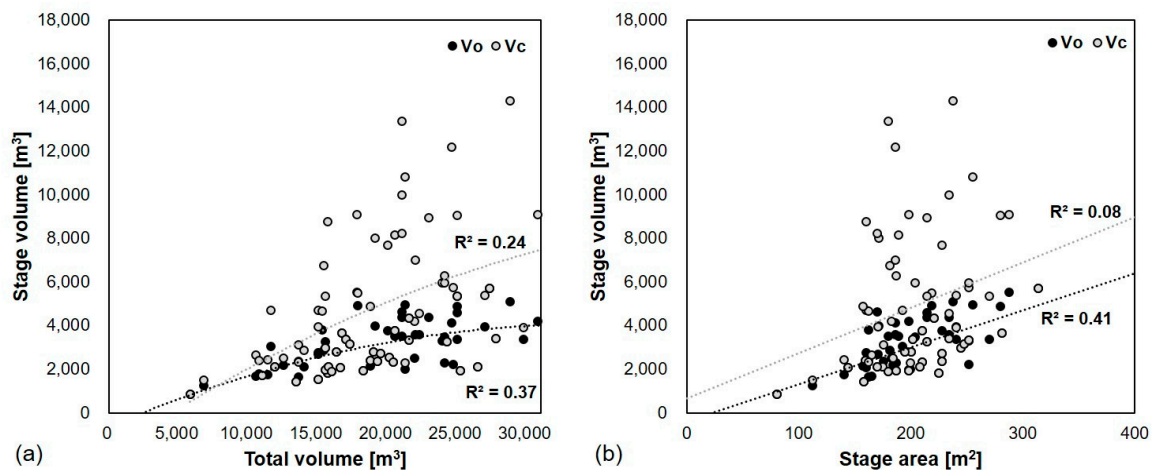 18,000
16,000
14,000
12,000
10,000
8,000
6,000
4,000
2,000
0
Stage volume [m³]
Vo Vc
R² = 0.24
R² = 0.37
0 5,000 10,000 15,000 20,000 25,000 30,000
(a) Total volume [m³]
18,000
16,000
14,000
12,000
10,000
8,000
6,000
4,000
2,000
0
Stage volume [m³]
Vo Vc
R² = 0.08
R² = 0.41
0 100 200 300 400
(b) Stage area [m²]